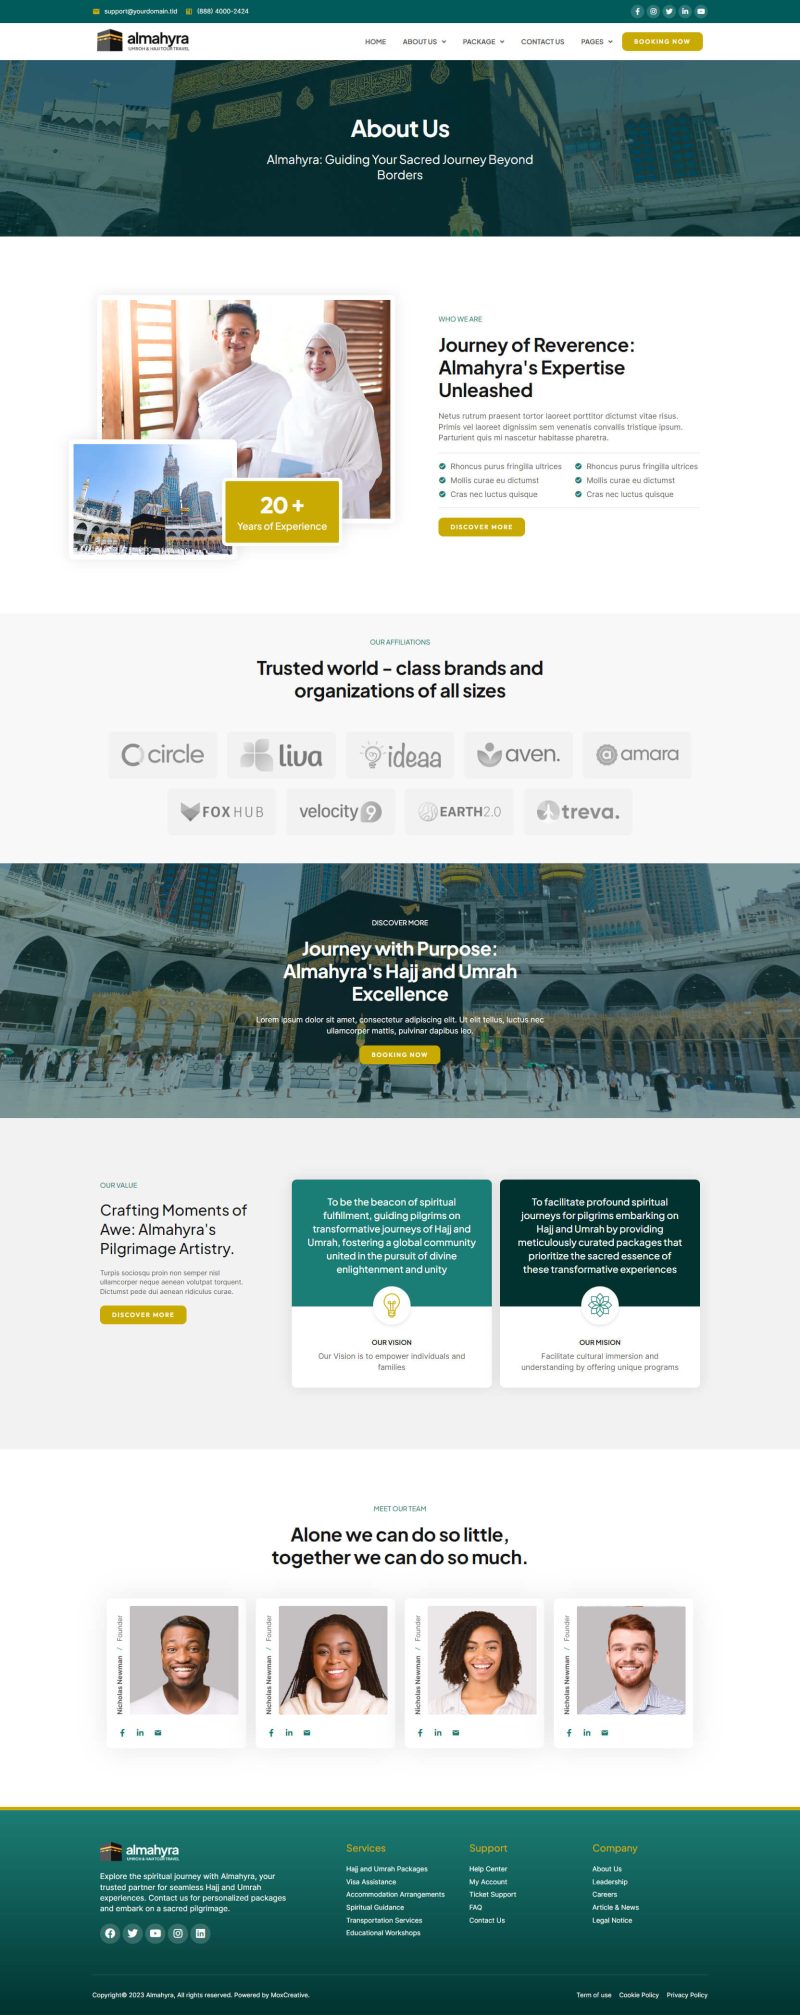 support@yourdomain.tld (888) 4000-2424
almahyra
UMROH & HAJJ TOUR TRAVEL
HOME ABOUT US PACKAGE CONTACT US PAGES BOOKING NOW
About Us
Almahyra: Guiding Your Sacred Journey Beyond
Borders
WHO WE ARE
Journey of Reverence:
Almahyra's Expertise
Unleashed
Netus rutrum praesent tortor laoreet porttitor dictumst vitae risus.
Primis vel laoreet dignissim sem venenatis convallis tristique ipsum.
Parturient quis mi nascetur habitasse pharetra.
Rhoncus purus fringilla ultrices Rhoncus purus fringilla ultrices
Mollis curae eu dictumst Mollis curae eu dictumst
Cras nec luctus quisque Cras nec luctus quisque
DISCOVER MORE
20 +
Years of Experience
OUR AFFILIATIONS
Trusted world - class brands and
organizations of all sizes
circle liva ideaa aven. amara
FOXHUB velocity9 EARTH2.0 treva.
DISCOVER MORE
Journey with Purpose:
Almahyra's Hajj and Umrah
Excellence
Lorem ipsum dolor sit amet, consectetur adipiscing elit. Ut elit tellus, luctus nec
ullamcorper mattis, pulvinar dapibus leo.
BOOKING NOW
OUR VALUE
Crafting Moments of
Awe: Almahyra's
Pilgrimage Artistry.
Turpis sociosqu proin non semper nisl
ullamcorper neque aenean volutpat torquent.
Dictumst pede dui aenean ridiculus curae.
DISCOVER MORE
To be the beacon of spiritual
fulfillment, guiding pilgrims on
transformative journeys of Hajj and
Umrah, fostering a global community
united in the pursuit of divine
enlightenment and unity
OUR VISION
Our Vision is to empower individuals and
families
To facilitate profound spiritual
journeys for pilgrims embarking on
Hajj and Umrah by providing
meticulously curated packages that
prioritize the sacred essence of
these transformative experiences
OUR MISION
Facilitate cultural immersion and
understanding by offering unique programs
MEET OUR TEAM
Alone we can do so little,
together we can do so much.
Nicholas Newman / Founder
Nicholas Newman / Founder
Nicholas Newman / Founder
Nicholas Newman / Founder
almahyra
UMROH & HAJJ TOUR TRAVEL
Explore the spiritual journey with Almahyra, your
trusted partner for seamless Hajj and Umrah
experiences. Contact us for personalized packages
and embark on a sacred pilgrimage.
Services
Hajj and Umrah Packages
Visa Assistance
Accommodation Arrangements
Spiritual Guidance
Transportation Services
Educational Workshops
Support
Help Center
My Account
Ticket Support
FAQ
Contact Us
Company
About Us
Leadership
Careers
Article & News
Legal Notice
Copyright© 2023 Almahyra, All rights reserved. Powered by MoxCreative.
Term of use Cookie Policy Privacy Policy